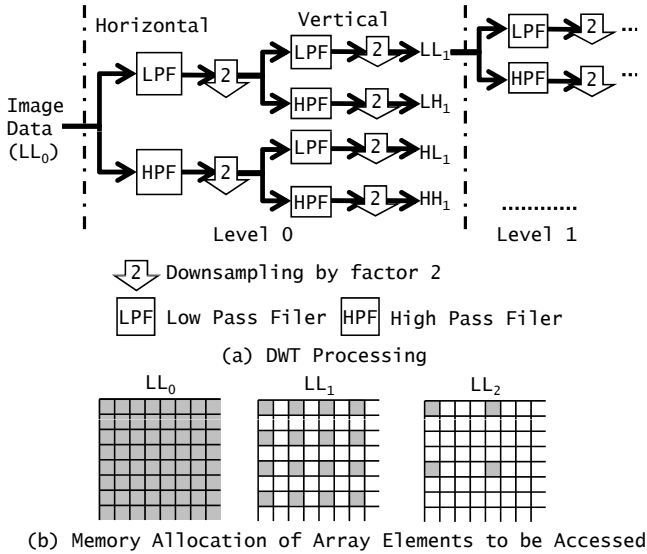 Horizontal Vertical
LPF 2 LPF 2 LL₁ LPF 2 ...
HPF 2 LH₁ HPF 2 ...
Image
Data
(LL₀)
HPF 2 LPF 2 HL₁
HPF 2 HH₁ ............
Level 0 Level 1
2 Downsampling by factor 2
LPF Low Pass Filer HPF High Pass Filer
(a) DWT Processing
LL₀ LL₁ LL₂
(b) Memory Allocation of Array Elements to be Accessed